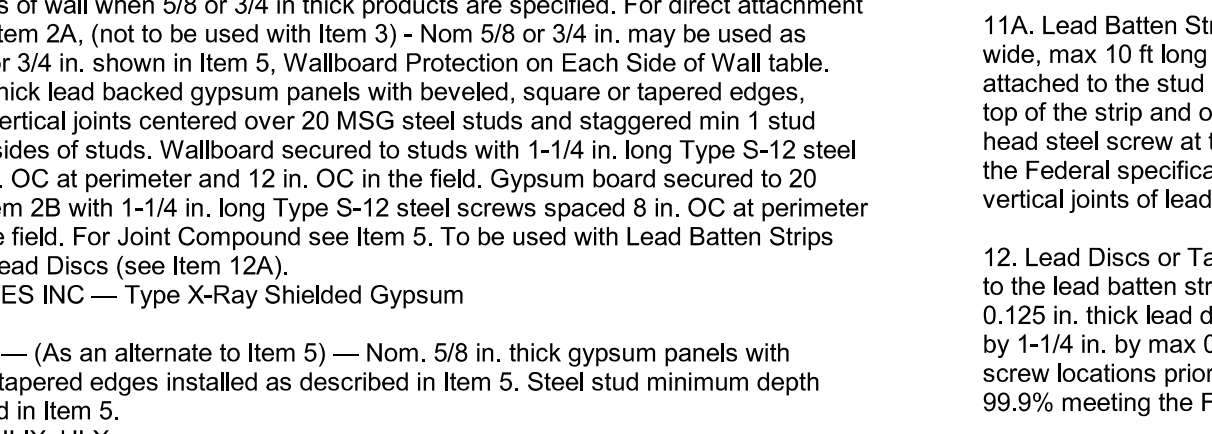 s of wall when 5/8 or 3/4 in thick products are specified. For direct attachment
tem 2A, (not to be used with Item 3) - Nom 5/8 or 3/4 in. may be used as
or 3/4 in. shown in Item 5, Wallboard Protection on Each Side of Wall table.
hick lead backed gypsum panels with beveled, square or tapered edges,
ertical joints centered over 20 MSG steel studs and staggered min 1 stud
sides of studs. Wallboard secured to studs with 1-1/4 in. long Type S-12 steel
. OC at perimeter and 12 in. OC in the field. Gypsum board secured to 20
em 2B with 1-1/4 in. long Type S-12 steel screws spaced 8 in. OC at perimeter
e field. For Joint Compound see Item 5. To be used with Lead Batten Strips
ead Discs (see Item 12A).
ES INC — Type X-Ray Shielded Gypsum
— (As an alternate to Item 5) — Nom. 5/8 in. thick gypsum panels with
tapered edges installed as described in Item 5. Steel stud minimum depth
d in Item 5.
11A. Lead Batten Str
wide, max 10 ft long
attached to the stud
top of the strip and o
head steel screw at t
the Federal specifica
vertical joints of lead
12. Lead Discs or Ta
to the lead batten str
0.125 in. thick lead d
by 1-1/4 in. by max 0
screw locations prior
99.9% meeting the F